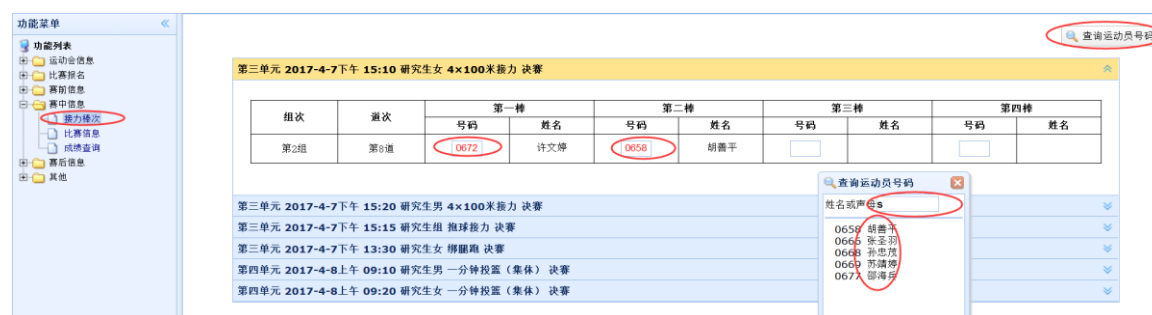 功能菜单
功能列表
运动会信息
比赛报名
赛前信息
赛中信息
接力棒次
比赛信息
成绩查询
赛后信息
其他
查询运动员号码
第三单元 2017-4-7下午 15:10 研究生女 4×100米接力 决赛
组次 道次 第一棒 第二棒 第三棒 第四棒
号码 姓名 号码 姓名 号码 姓名 号码 姓名
第2组 第8道 0672 许文婷 0658 胡善平
第三单元 2017-4-7下午 15:20 研究生男 4×100米接力 决赛
第三单元 2017-4-7下午 15:15 研究生组 抱球接力 决赛
第三单元 2017-4-7下午 13:30 研究生女 绑腿跑 决赛
第四单元 2017-4-8上午 09:10 研究生男 一分钟投篮（集体） 决赛
第四单元 2017-4-8上午 09:20 研究生女 一分钟投篮（集体） 决赛
查询运动员号码
姓名或声母s
0658 胡善平
0665 张圣羽
0668 孙忠茂
0669 苏靖婷
0677 邵海兵